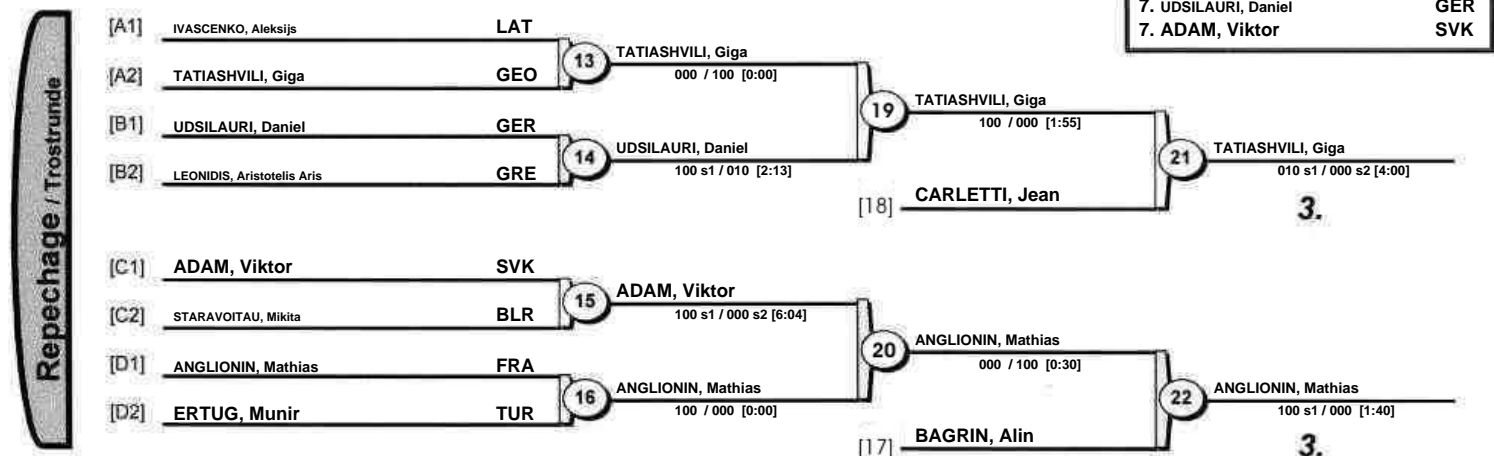 7. UDSILAURI, Daniel GER
7. ADAM, Viktor SVK
Repechage / Trostrunde
[A1] IVASCENKO, Aleksijs LAT
13 TATIASHVILI, Giga
000 / 100 [0:00]
[A2] TATIASHVILI, Giga GEO
19 TATIASHVILI, Giga
100 / 000 [1:55]
[B1] UDSILAURI, Daniel GER
14 UDSILAURI, Daniel
100 s1 / 010 [2:13]
[B2] LEONIDIS, Aristotelis Aris GRE
21 TATIASHVILI, Giga
010 s1 / 000 s2 [4:00]
[18] CARLETTI, Jean
3.
[C1] ADAM, Viktor SVK
15 ADAM, Viktor
100 s1 / 000 s2 [6:04]
[C2] STARAVOITAU, Mikita BLR
20 ANGLIONIN, Mathias
000 / 100 [0:30]
[D1] ANGLIONIN, Mathias FRA
16 ANGLIONIN, Mathias
100 / 000 [0:00]
[D2] ERTUG, Munir TUR
22 ANGLIONIN, Mathias
100 s1 / 000 [1:40]
[17] BAGRIN, Alin
3.